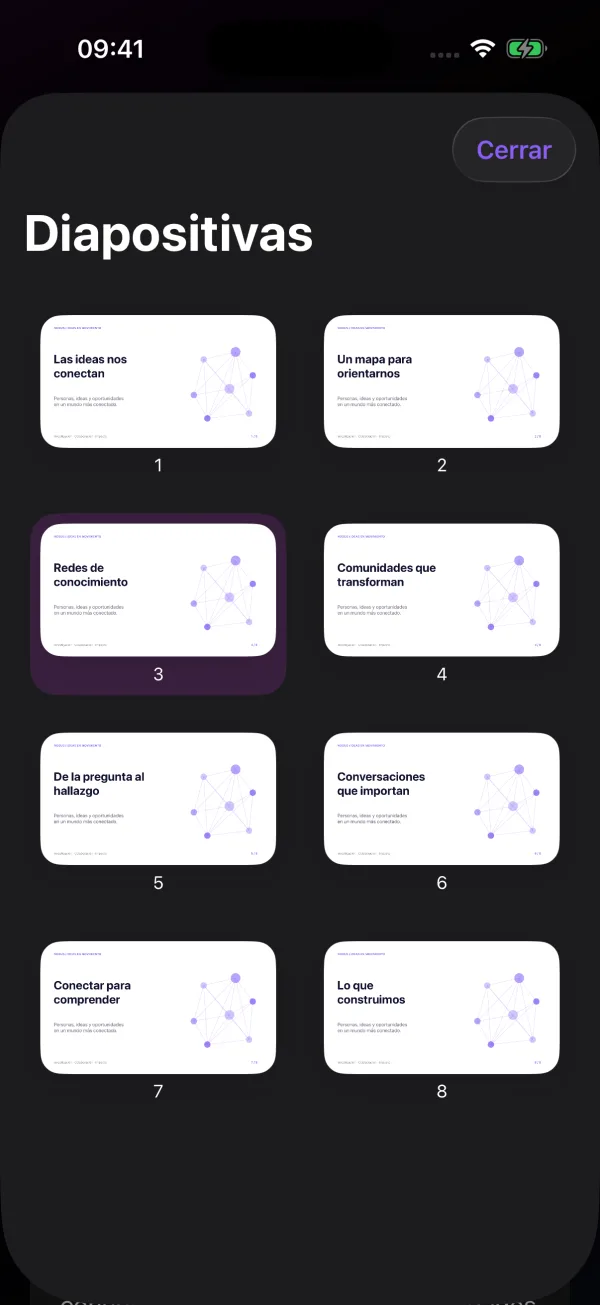 09:41
Cerrar
Diapositivas
Las ideas nos
conectan
Personas, ideas y oportunidades
en un mundo más conectado.
1
Un mapa para
orientarnos
Personas, ideas y oportunidades
en un mundo más conectado.
2
Redes de
conocimiento
Personas, ideas y oportunidades
en un mundo más conectado.
3
Comunidades que
transforman
Personas, ideas y oportunidades
en un mundo más conectado.
4
De la pregunta al
hallazgo
Personas, ideas y oportunidades
en un mundo más conectado.
5
Conversaciones
que importan
Personas, ideas y oportunidades
en un mundo más conectado.
6
Conectar para
comprender
Personas, ideas y oportunidades
en un mundo más conectado.
7
Lo que
construimos
Personas, ideas y oportunidades
en un mundo más conectado.
8